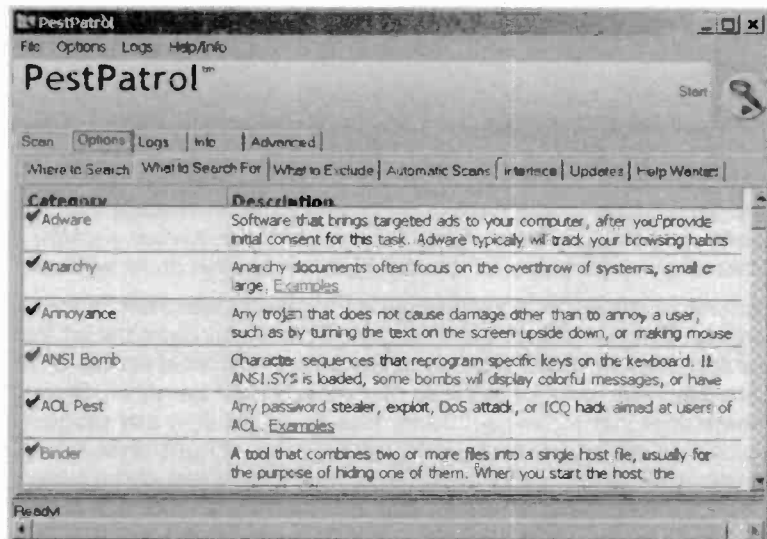 PestPatrol
File Options Logs Help/Info
PestPatrol™
Start
Scan Options Logs Info Advanced
Where to Search What to Search For What to Exclude Automatic Scans Interface Updates Help Wanted
Category Description
Adware Software that brings targeted ads to your computer, after you provide
initial consent for this task. Adware typically will track your browsing habits
Anarchy Anarchy documents often focus on the overthrow of systems, small or
large. Examples
Annoyance Any trojan that does not cause damage other than to annoy a user,
such as by turning the text on the screen upside down, or making mouse
ANSI Bomb Character sequences that reprogram specific keys on the keyboard. If
ANSI.SYS is loaded, some bombs will display colorful messages, or have
AOL Pest Any password stealer, exploit, DoS attack, or ICQ hack aimed at users of
AOL. Examples
Binder A tool that combines two or more files into a single host file, usually for
the purpose of hiding one of them. When you start the host, the
Ready!